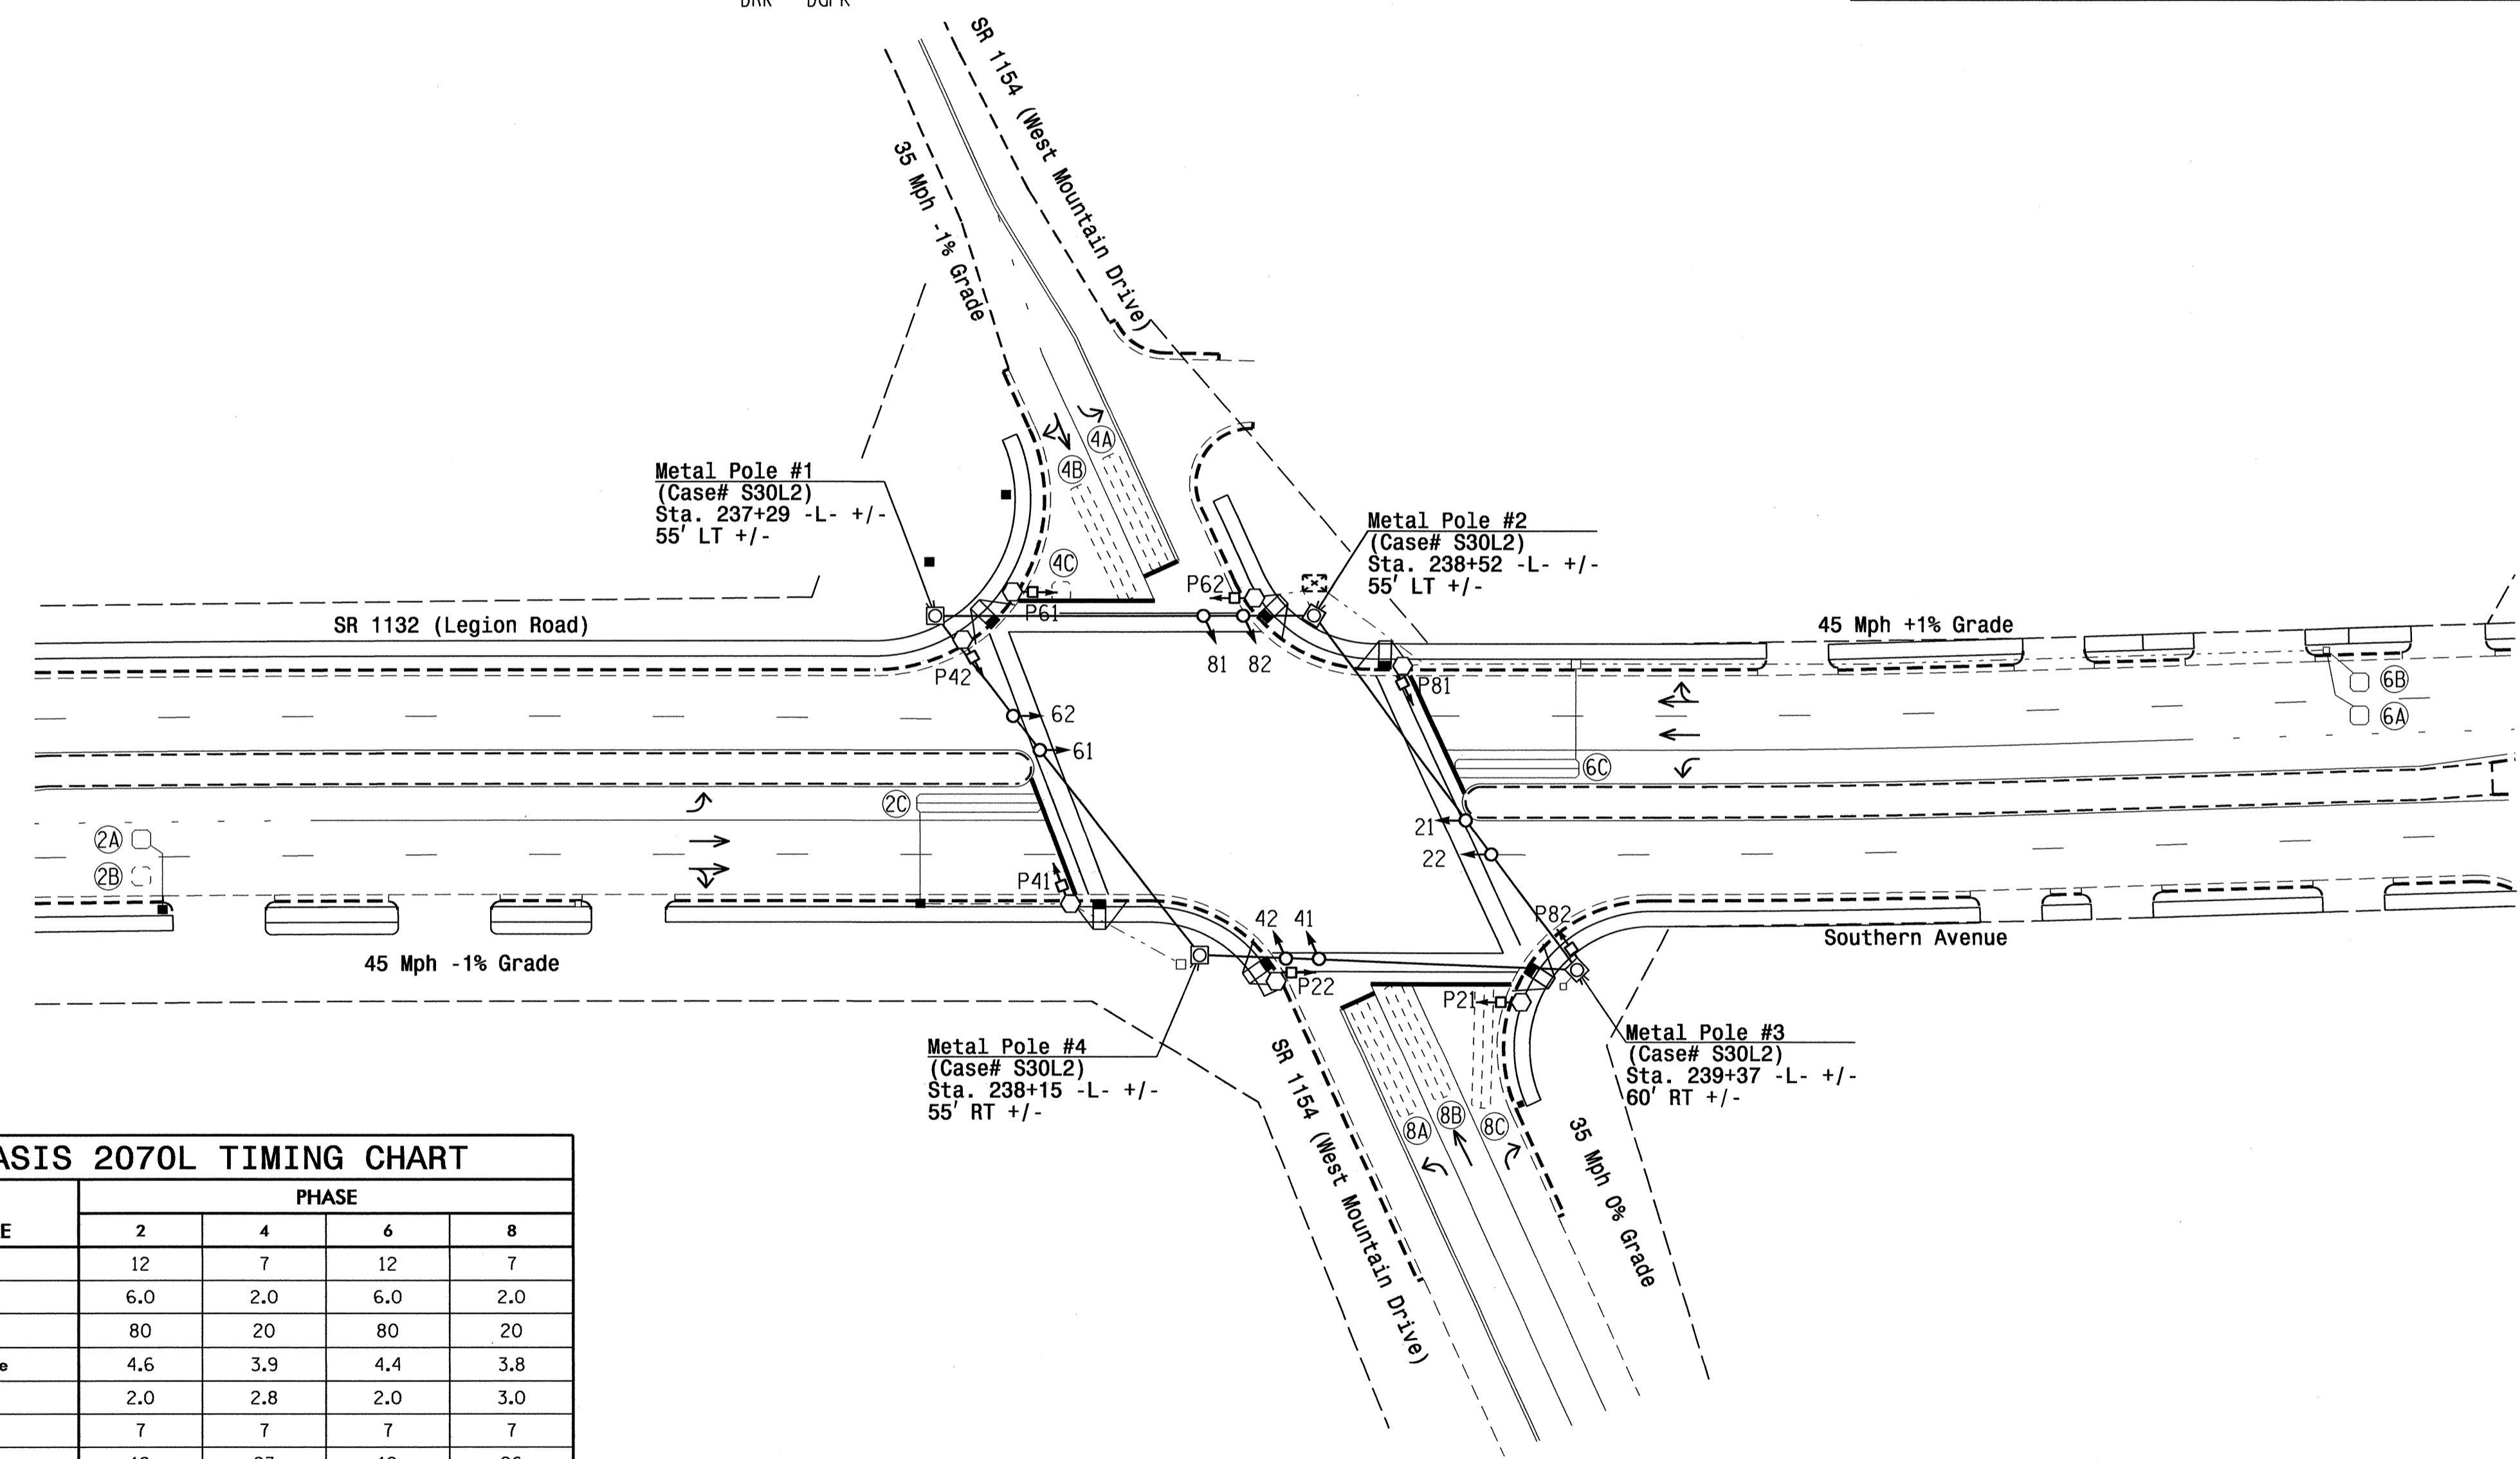 SR 1154 (West Mountain Drive)
35 Mph -1% Grade
4A
4B
4C
Metal Pole #1
(Case# S30L2)
Sta. 237+29 -L- +/-
55' LT +/-
Metal Pole #2
(Case# S30L2)
Sta. 238+52 -L- +/-
55' LT +/-
P62
P61
SR 1132 (Legion Road)
45 Mph +1% Grade
81 82
P42
P81
6B
6A
62
61
6C
2C
21
22
2A
2B
P41
42 41
P82
Southern Avenue
45 Mph -1% Grade
P22
P21
Metal Pole #4
(Case# S30L2)
Sta. 238+15 -L- +/-
55' RT +/-
Metal Pole #3
(Case# S30L2)
Sta. 239+37 -L- +/-
60' RT +/-
SR 1154 (West Mountain Drive)
8A
8B
8C
35 Mph 0% Grade
2070L TIMING CHART
PHASE
2 4 6 8
12 7 12 7
6.0 2.0 6.0 2.0
80 20 80 20
4.6 3.9 4.4 3.8
2.0 2.8 2.0 3.0
7 7 7 7